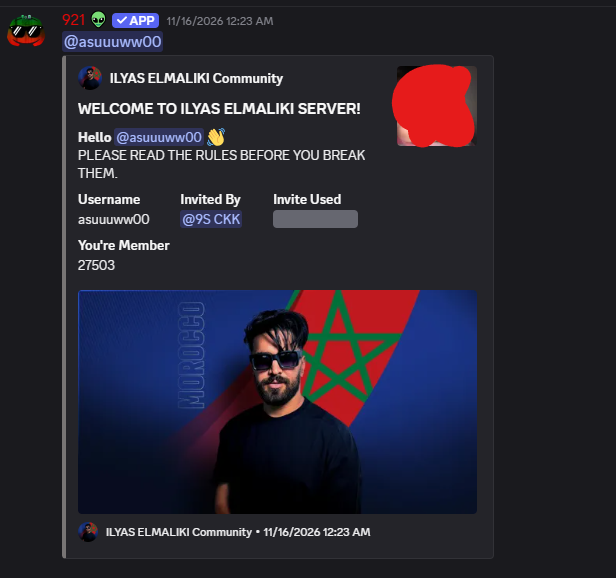 921 👽 ✓ APP 11/16/2026 12:23 AM
@asuuuww00
ILYAS ELMALIKI Community
WELCOME TO ILYAS ELMALIKI SERVER!
Hello @asuuuww00 👋
PLEASE READ THE RULES BEFORE YOU BREAK
THEM.
Username Invited By Invite Used
asuuuww00 @9S CKK
You're Member
27503
MOROCCO
ILYAS ELMALIKI Community • 11/16/2026 12:23 AM